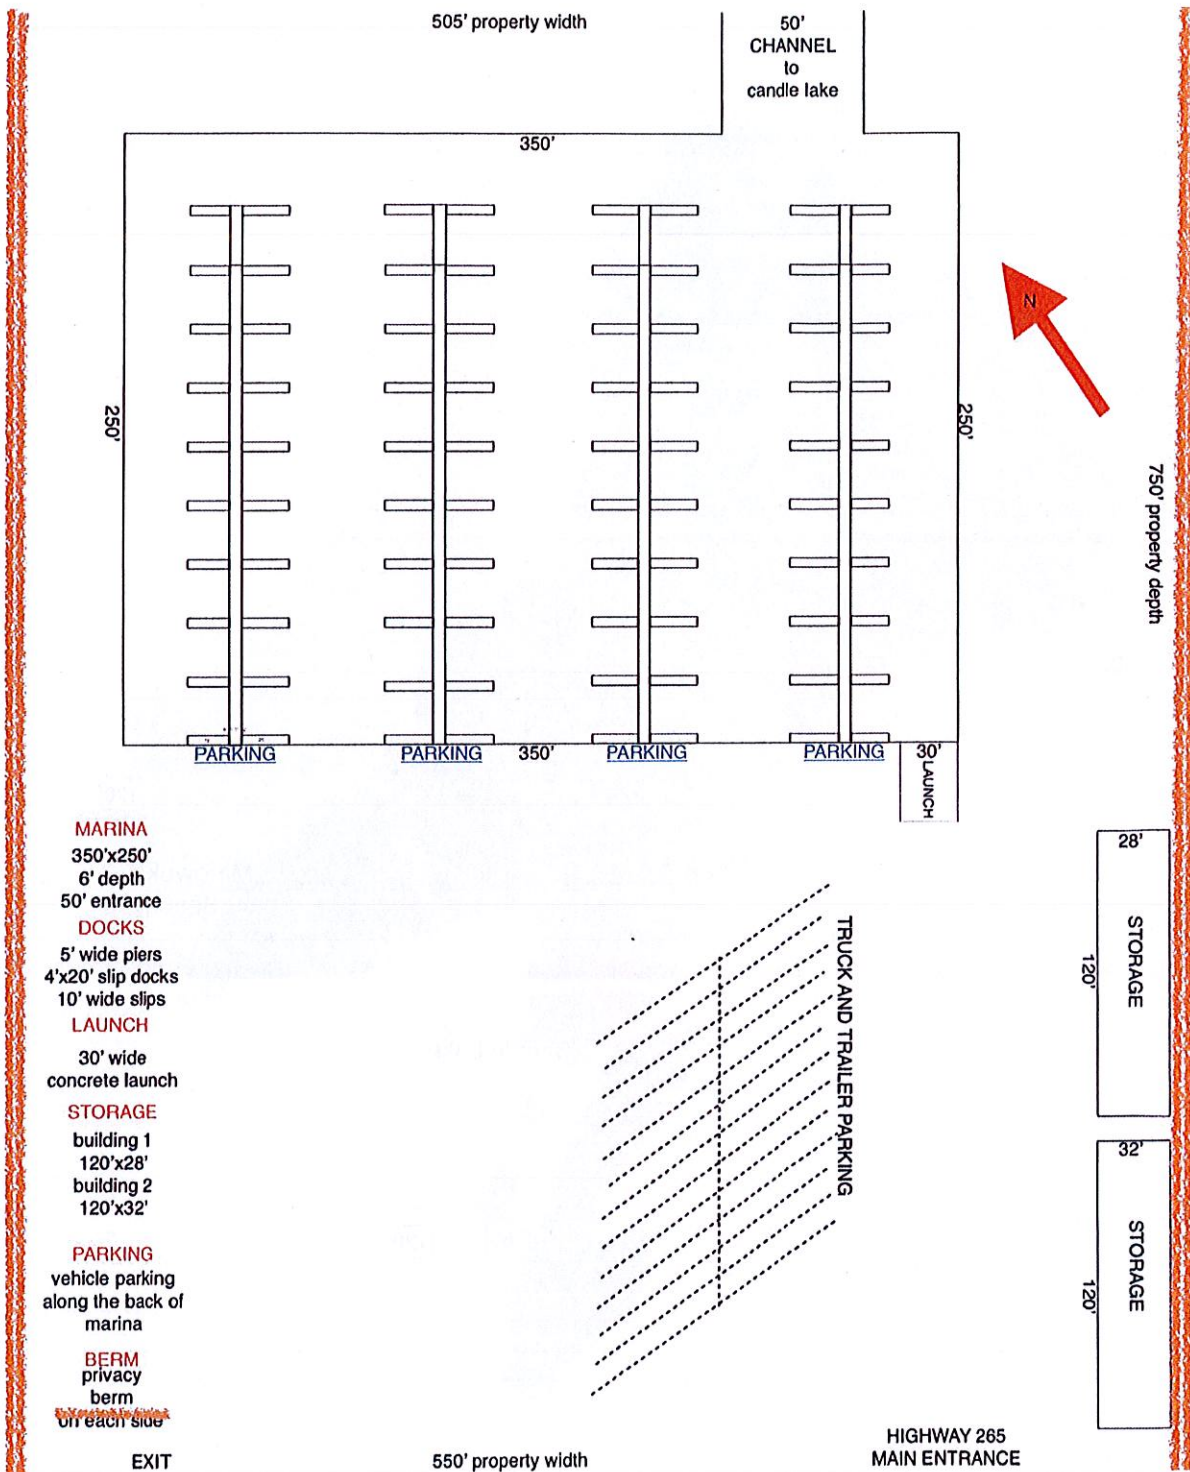 505' property width
50'
CHANNEL
to
candle lake
350'
N
250'
250'
750' property depth
PARKING
PARKING
350'
PARKING
PARKING
30'
LAUNCH
MARINA
350'x250'
6' depth
50' entrance
DOCKS
5' wide piers
4'x20' slip docks
10' wide slips
LAUNCH
30' wide
concrete launch
STORAGE
building 1
120'x28'
building 2
120'x32'
PARKING
vehicle parking
along the back of
marina
BERM
privacy
berm
on each side
TRUCK AND TRAILER PARKING
28'
STORAGE
120'
32'
STORAGE
120'
EXIT
550' property width
HIGHWAY 265
MAIN ENTRANCE